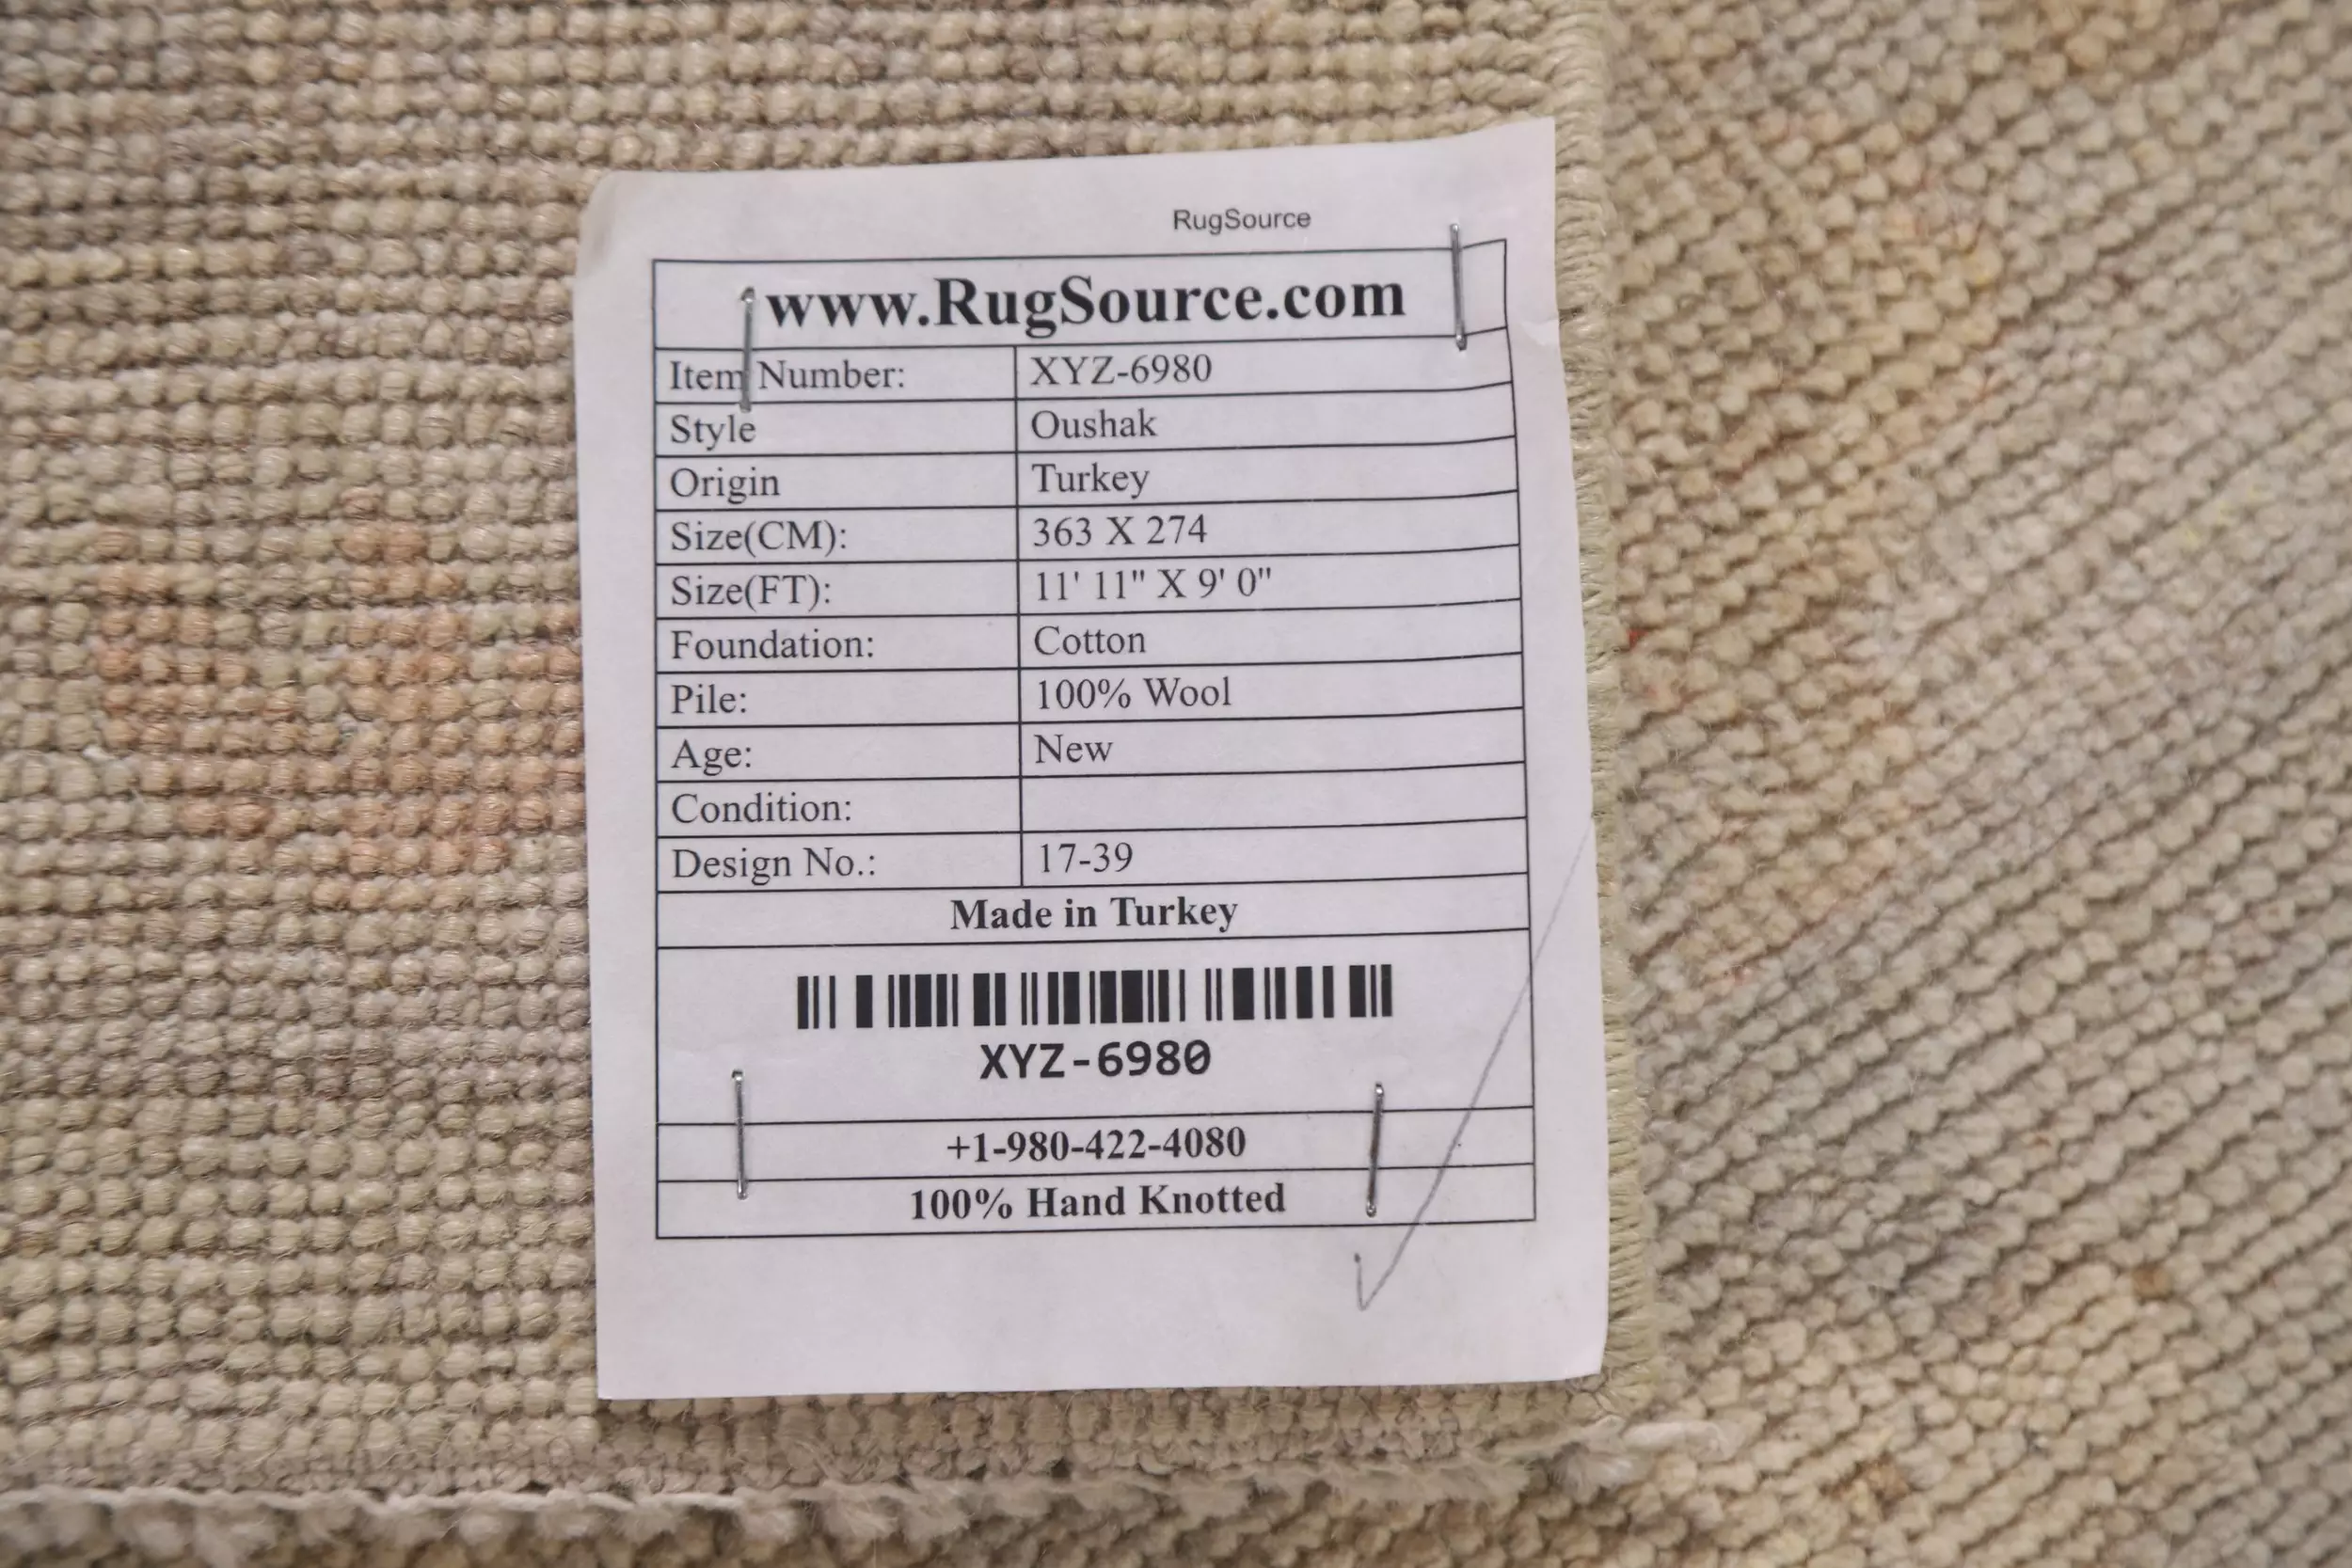 RugSource
www.RugSource.com
Item Number: XYZ-6980
Style Oushak
Origin Turkey
Size(CM): 363 X 274
Size(FT): 11' 11" X 9' 0"
Foundation: Cotton
Pile: 100% Wool
Age: New
Condition:
Design No.: 17-39
Made in Turkey
XYZ-6980
+1-980-422-4080
100% Hand Knotted